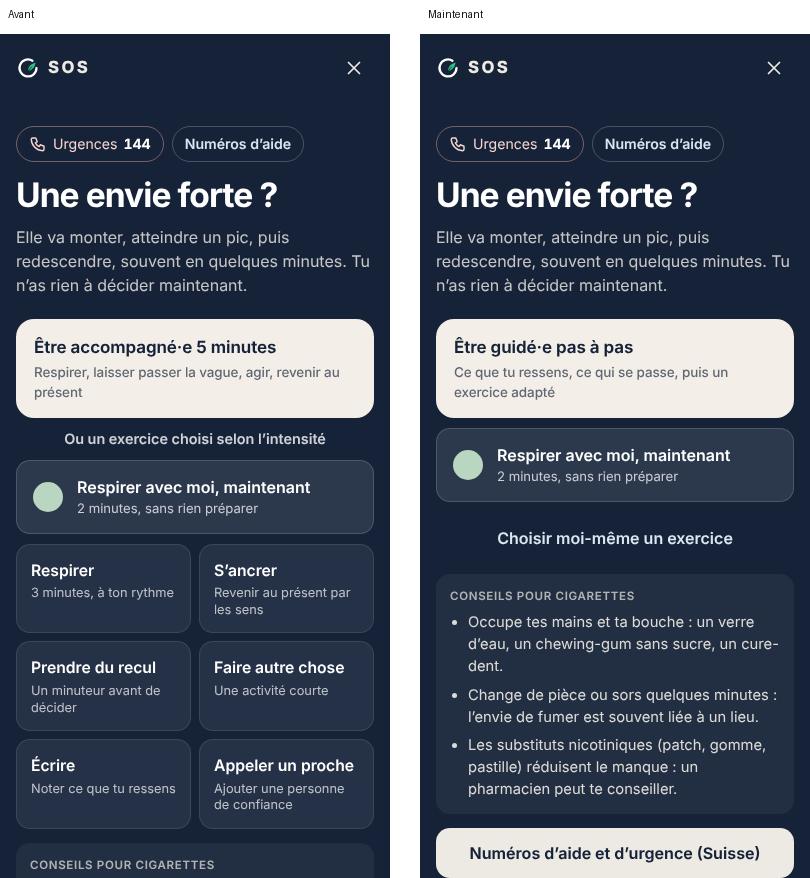 Avant
SOS
Urgences 144
Numéros d’aide
Une envie forte ?
Elle va monter, atteindre un pic, puis
redescendre, souvent en quelques minutes. Tu
n’as rien à décider maintenant.
Être accompagné·e 5 minutes
Respirer, laisser passer la vague, agir, revenir au
présent
Ou un exercice choisi selon l’intensité
Respirer avec moi, maintenant
2 minutes, sans rien préparer
Respirer
3 minutes, à ton rythme
S’ancrer
Revenir au présent par
les sens
Prendre du recul
Un minuteur avant de
décider
Faire autre chose
Une activité courte
Écrire
Noter ce que tu ressens
Appeler un proche
Ajouter une personne
de confiance
CONSEILS POUR CIGARETTES
Maintenant
SOS
Urgences 144
Numéros d’aide
Une envie forte ?
Elle va monter, atteindre un pic, puis
redescendre, souvent en quelques minutes. Tu
n’as rien à décider maintenant.
Être guidé·e pas à pas
Ce que tu ressens, ce qui se passe, puis un
exercice adapté
Respirer avec moi, maintenant
2 minutes, sans rien préparer
Choisir moi-même un exercice
CONSEILS POUR CIGARETTES
• Occupe tes mains et ta bouche : un verre
d’eau, un chewing-gum sans sucre, un cure-
dent.
• Change de pièce ou sors quelques minutes :
l’envie de fumer est souvent liée à un lieu.
• Les substituts nicotiniques (patch, gomme,
pastille) réduisent le manque : un
pharmacien peut te conseiller.
Numéros d’aide et d’urgence (Suisse)